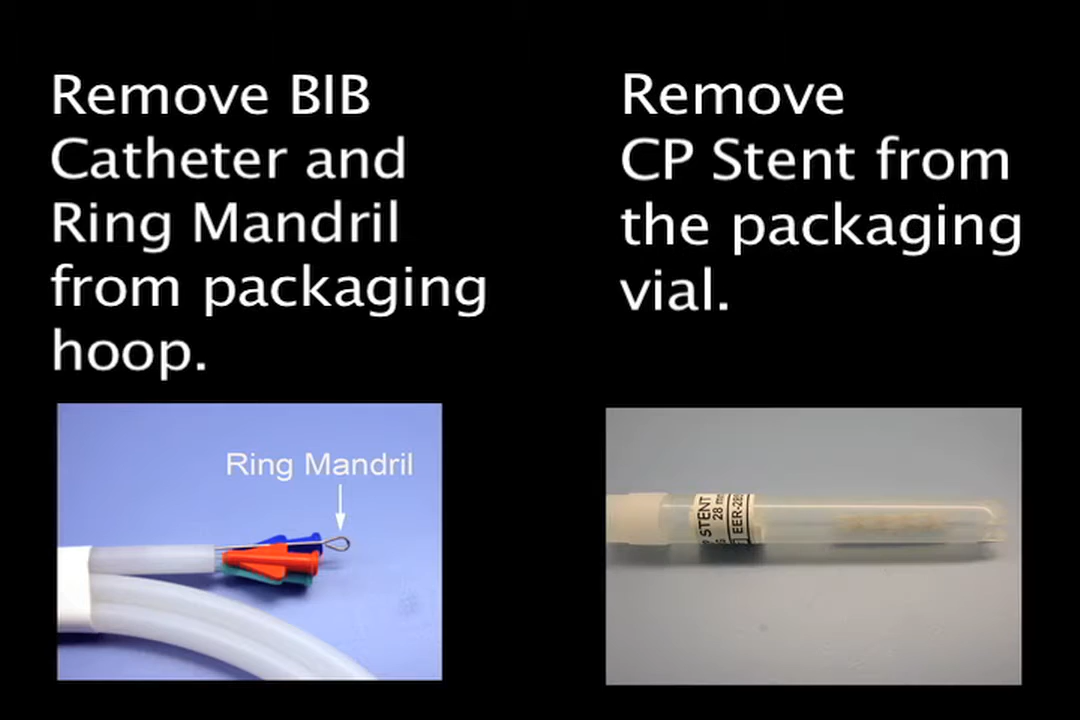 Remove BIB
Catheter and
Ring Mandril
from packaging
hoop.
Remove
CP Stent from
the packaging
vial.
Ring Mandril
STENT
28